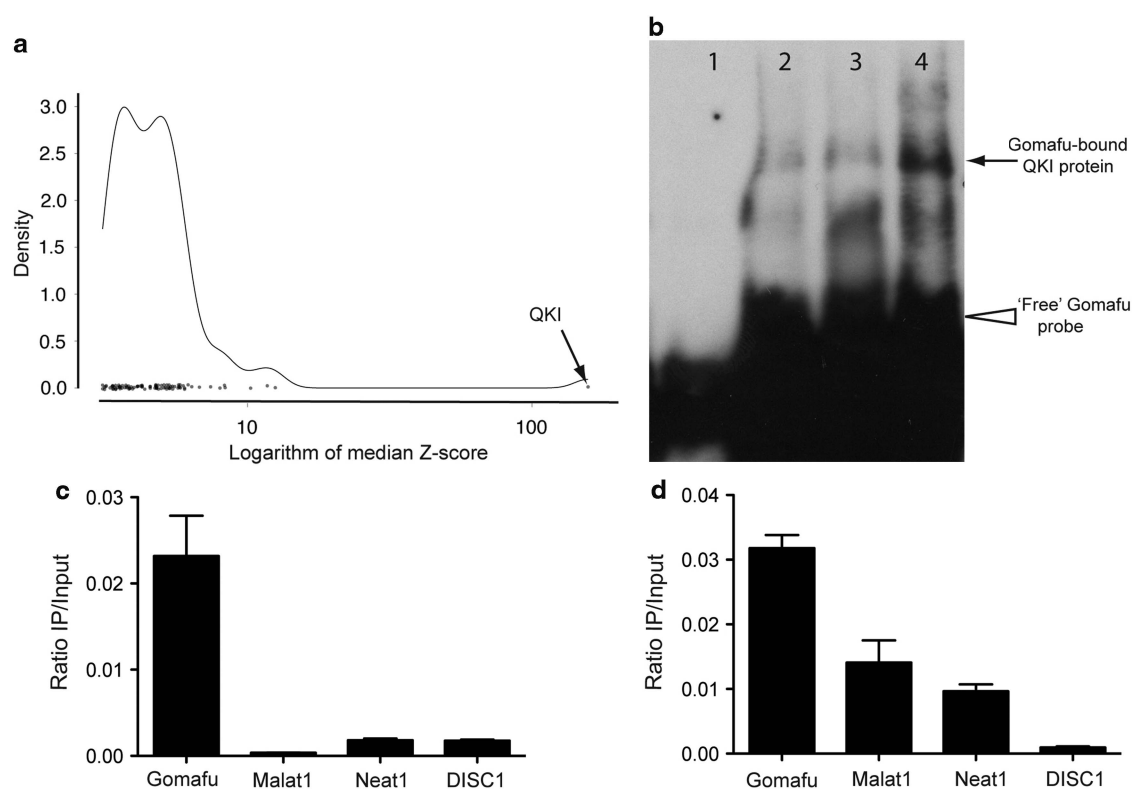 a
3.0
2.5
2.0
1.5
1.0
0.5
0.0
Density
QKI
10
100
Logarithm of median Z-score
b
1 2 3 4
Gomafu-bound
QKI protein
‘Free’ Gomafu
probe
c
0.03
0.02
0.01
0.00
Ratio IP/Input
Gomafu Malat1 Neat1 DISC1
d
0.04
0.03
0.02
0.01
0.00
Ratio IP/Input
Gomafu Malat1 Neat1 DISC1